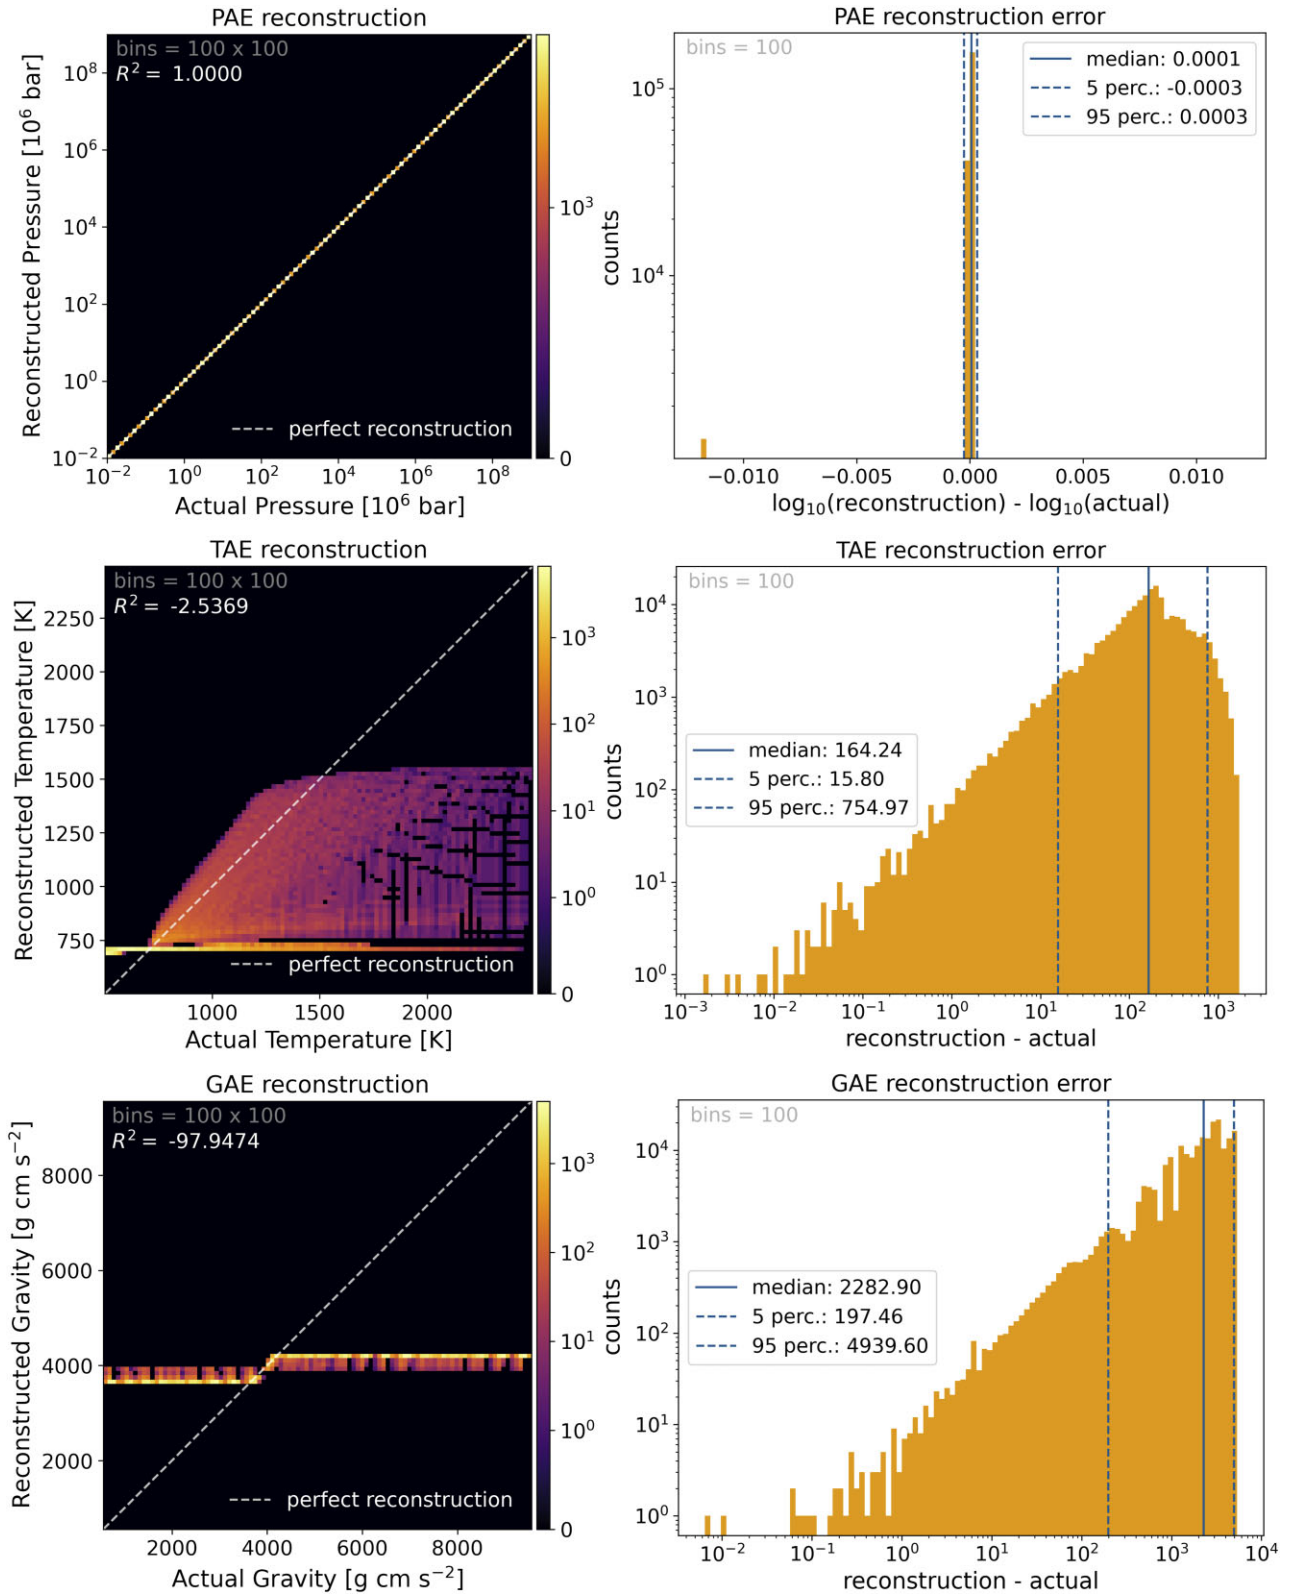 PAE reconstruction
bins = 100 x 100
R² = 1.0000
Reconstructed Pressure [10⁶ bar]
10⁸
10⁶
10⁴
10²
10⁰
10⁻²
perfect reconstruction
10⁻² 10⁰ 10² 10⁴ 10⁶ 10⁸
Actual Pressure [10⁶ bar]
10³
0
counts
PAE reconstruction error
bins = 100
median: 0.0001
5 perc.: -0.0003
95 perc.: 0.0003
10⁵
10⁴
−0.010 −0.005 0.000 0.005 0.010
log₁₀(reconstruction) - log₁₀(actual)
TAE reconstruction
bins = 100 x 100
R² = -2.5369
Reconstructed Temperature [K]
2250
2000
1750
1500
1250
1000
750
perfect reconstruction
1000 1500 2000
Actual Temperature [K]
10³
10²
10¹
10⁰
0
counts
TAE reconstruction error
bins = 100
10⁴
10³
10²
10¹
10⁰
median: 164.24
5 perc.: 15.80
95 perc.: 754.97
10⁻³ 10⁻² 10⁻¹ 10⁰ 10¹ 10² 10³
reconstruction - actual
GAE reconstruction
bins = 100 x 100
R² = -97.9474
Reconstructed Gravity [g cm s⁻²]
8000
6000
4000
2000
perfect reconstruction
2000 4000 6000 8000
Actual Gravity [g cm s⁻²]
10³
10²
10¹
10⁰
0
counts
GAE reconstruction error
bins = 100
10⁴
10³
10²
10¹
10⁰
median: 2282.90
5 perc.: 197.46
95 perc.: 4939.60
10⁻² 10⁻¹ 10⁰ 10¹ 10² 10³ 10⁴
reconstruction - actual